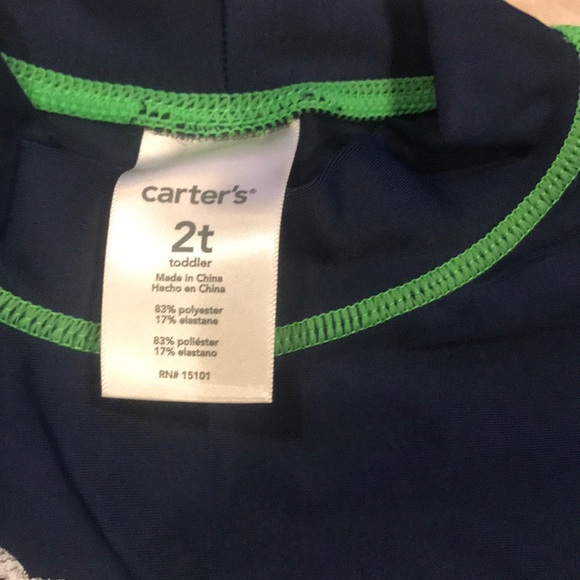 carter's®
2t
toddler
Made in China
Hecho en China
83% polyester
17% elastane
83% poliéster
17% elastano
RN# 15101